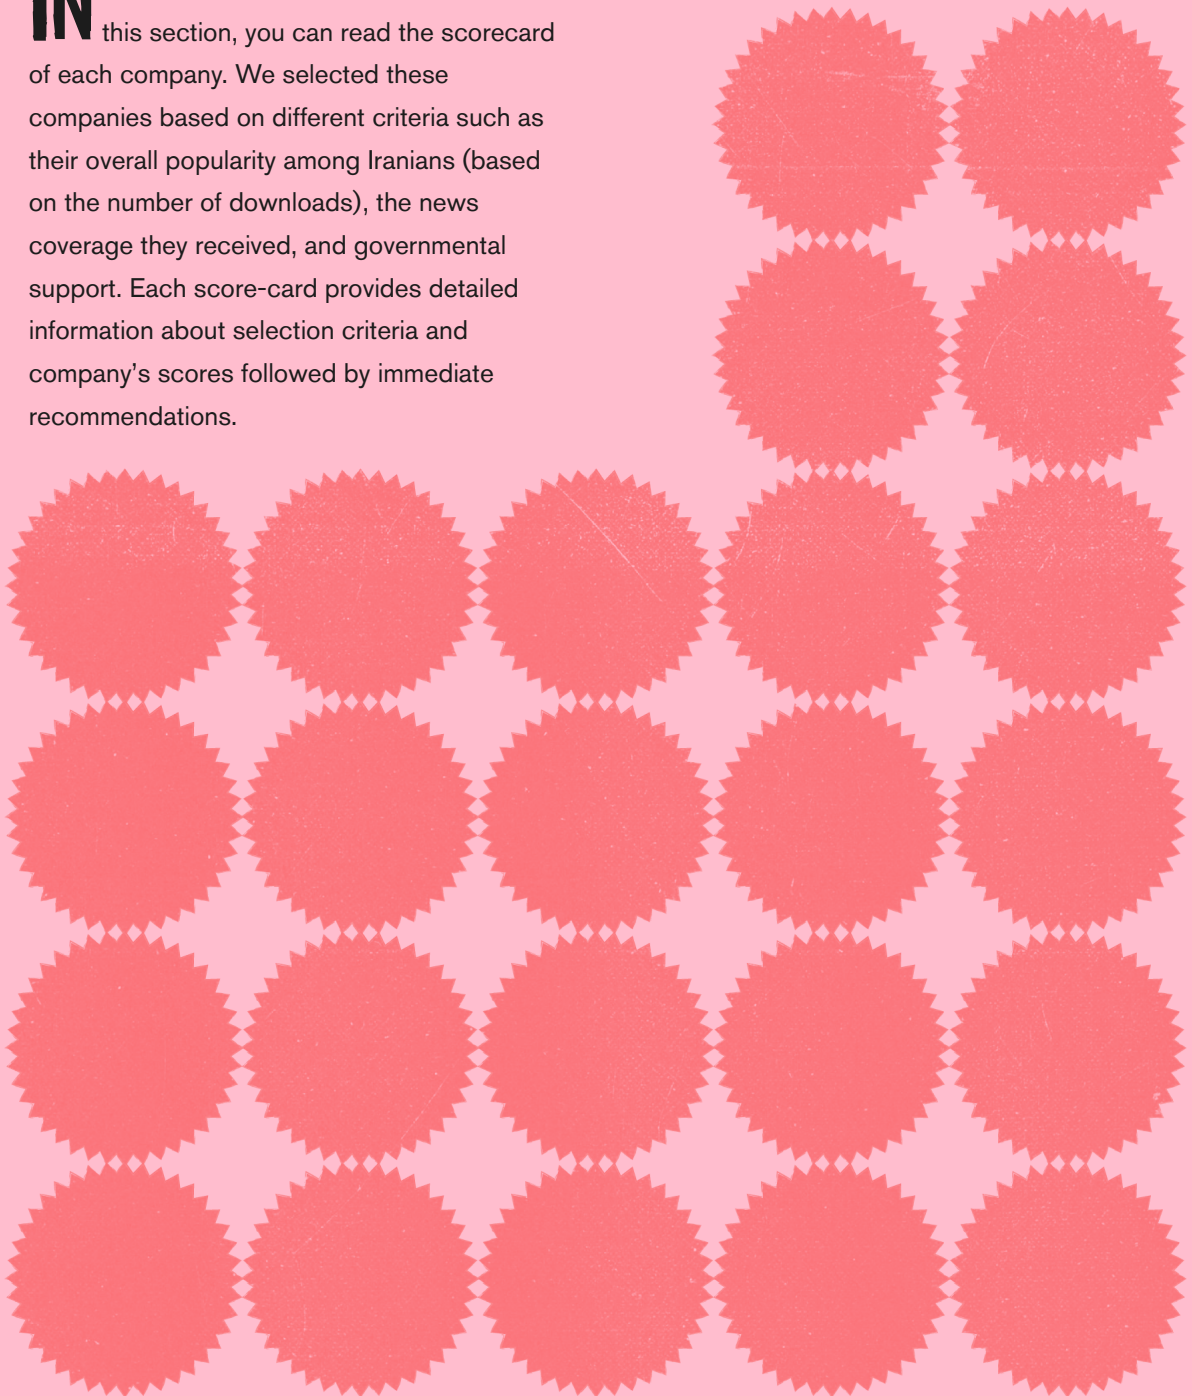 IN this section, you can read the scorecard
of each company. We selected these
companies based on different criteria such as
their overall popularity among Iranians (based
on the number of downloads), the news
coverage they received, and governmental
support. Each score-card provides detailed
information about selection criteria and
company’s scores followed by immediate
recommendations.